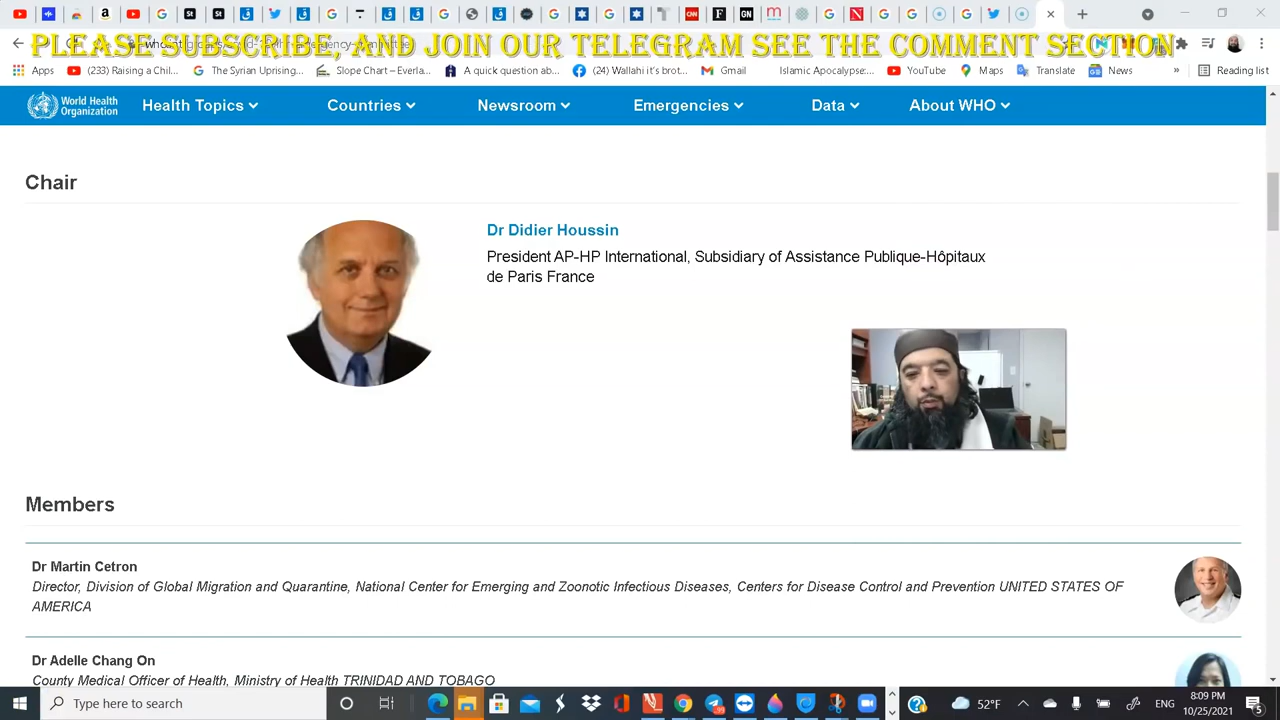 PLEASE SUBSCRIBE, AND JOIN OUR TELEGRAM SEE THE COMMENT SECTION
Apps
(233) Raising a Chil...
The Syrian Uprising...
Slope Chart – Everla...
A quick question ab...
(24) Wallahi it's brot...
Gmail
Islamic Apocalypse:...
YouTube
Maps
Translate
News
»
Reading list
World Health
Organization
Health Topics
Countries
Newsroom
Emergencies
Data
About WHO
Chair
Dr Didier Houssin
President AP-HP International, Subsidiary of Assistance Publique-Hôpitaux
de Paris France
Members
Dr Martin Cetron
Director, Division of Global Migration and Quarantine, National Center for Emerging and Zoonotic Infectious Diseases, Centers for Disease Control and Prevention UNITED STATES OF
AMERICA
Dr Adelle Chang On
County Medical Officer of Health, Ministry of Health TRINIDAD AND TOBAGO
Type here to search
52°F
ENG
8:09 PM
10/25/2021
5